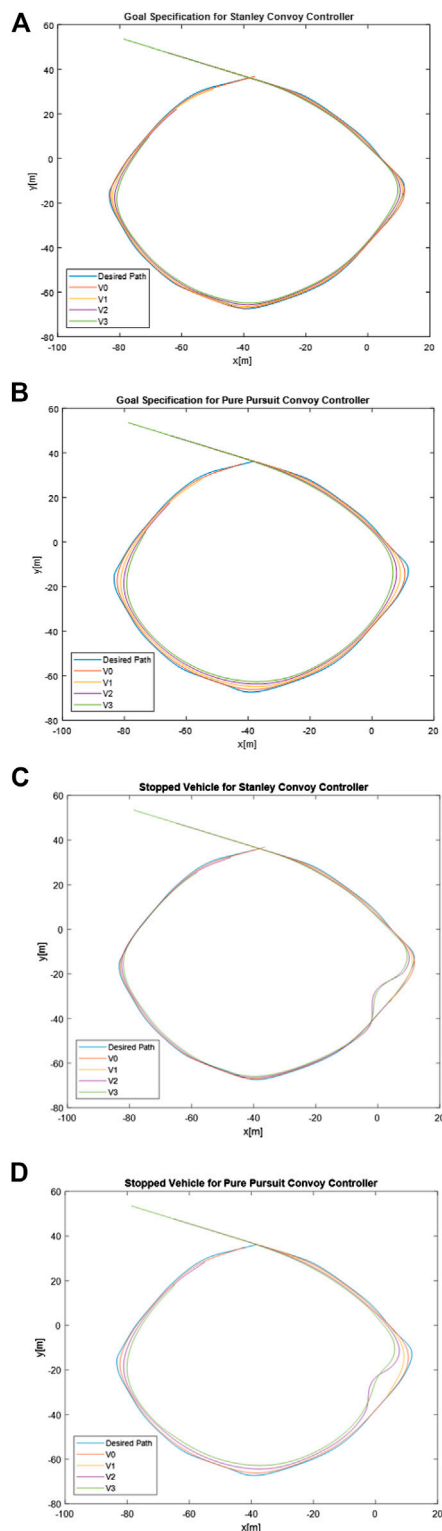 A
Goal Specification for Stanley Convoy Controller
60
40
20
0
-20
-40
-60
-80
y[m]
Desired Path
V0
V1
V2
V3
-100 -80 -60 -40 -20 0 20
x[m]
B
Goal Specification for Pure Pursuit Convoy Controller
60
40
20
0
-20
-40
-60
-80
y[m]
Desired Path
V0
V1
V2
V3
-100 -80 -60 -40 -20 0 20
x[m]
C
Stopped Vehicle for Stanley Convoy Controller
60
40
20
0
-20
-40
-60
-80
y[m]
Desired Path
V0
V1
V2
V3
-100 -80 -60 -40 -20 0 20
x[m]
D
Stopped Vehicle for Pure Pursuit Convoy Controller
60
40
20
0
-20
-40
-60
-80
y[m]
Desired Path
V0
V1
V2
V3
-100 -80 -60 -40 -20 0 20
x[m]